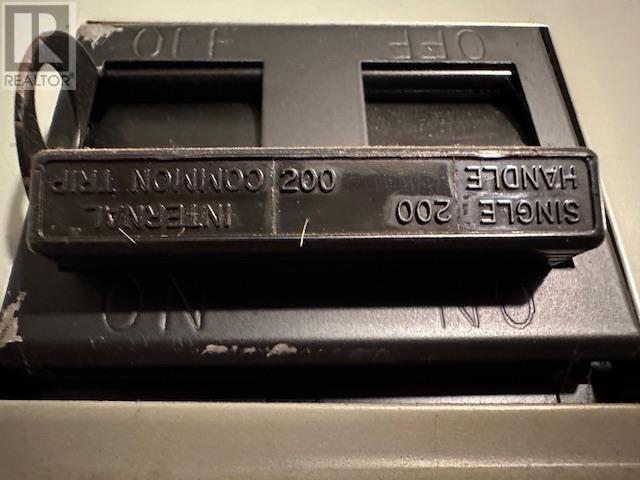 REALTOR®
ON ON
SINGLE 200 INTERNAL
HANDLE 200 COMMON TRIP
OFF OFF